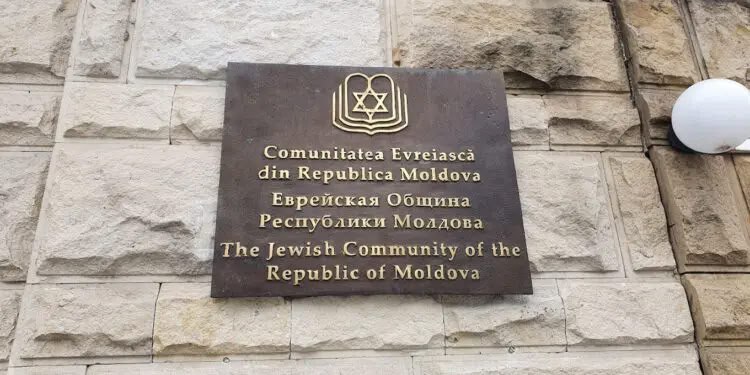 Comunitatea Evreiască
din Republica Moldova
Еврейская Община
Республики Молдова
The Jewish Community of the
Republic of Moldova